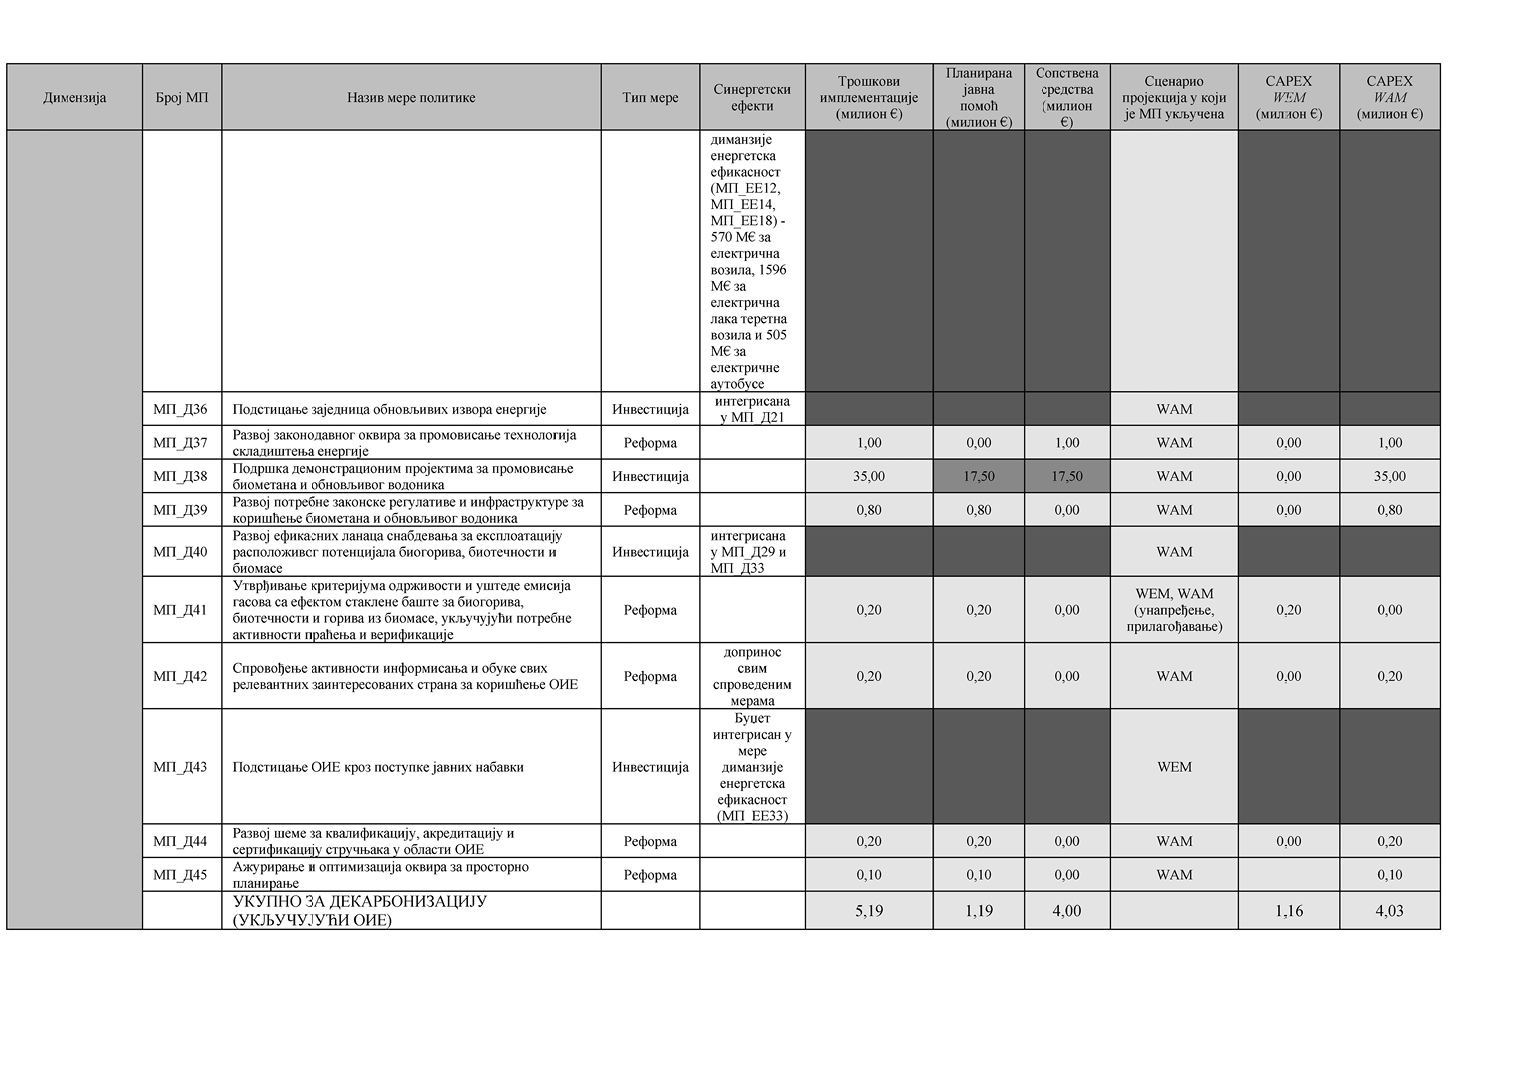 Димензија
Број МП
Назив мере политике
Тип мере
Синергетски
ефекти
Трошкови
имплементације
(милион €)
Планирана
јавна
помоћ
(милион €)
Сопствена
средства
(милион
€)
Сценарио
пројекција у који
је МП укључена
CAPEX
WEM
(милион €)
CAPEX
WAM
(милион €)
диманзије
енергетска
ефикасност
(МП_ЕЕ12,
МП_ЕЕ14,
МП_ЕЕ18) -
570 М€ за
електрична
возила, 1596
М€ за
електрична
лака теретна
возила и 505
М€ за
електричне
аутобусе
МП_Д36
Подстицање заједница обновљивих извора енергије
Инвестиција
интегрисана
у МП_Д21
WAM
МП_Д37
Развој законодавног оквира за промовисање технологија
складиштења енергије
Реформа
1,00
0,00
1,00
WAM
0,00
1,00
МП_Д38
Подршка демонстрационим пројектима за промовисање
биометана и обновљивог водоника
Инвестиција
35,00
17,50
17,50
WAM
0,00
35,00
МП_Д39
Развој потребне законске регулативе и инфраструктуре за
коришћење биометана и обновљивог водоника
Реформа
0,80
0,80
0,00
WAM
0,00
0,80
МП_Д40
Развој ефикасних ланаца снабдевања за експлоатацију
расположивог потенцијала биогорива, биотечности и
биомасе
Инвестиција
интегрисана
у МП_Д29 и
МП_Д33
WAM
МП_Д41
Утврђивање критеријума одрживости и уштеде емисија
гасова са ефектом стаклене баште за биогорива,
биотечности и горива из биомасе, укључујући потребне
активности праћења и верификације
Реформа
0,20
0,20
0,00
WEM, WAM
(унапређење,
прилагођавање)
0,20
0,00
МП_Д42
Спровођење активности информисања и обуке свих
релевантних заинтересованих страна за коришћење ОИЕ
Реформа
допринос
свим
спроведеним
мерама
0,20
0,20
0,00
WAM
0,00
0,20
МП_Д43
Подстицање ОИЕ кроз поступке јавних набавки
Инвестиција
Буџет
интегрисан у
мере
диманзије
енергетска
ефикасност
(МП_ЕЕ33)
WEM
МП_Д44
Развој шеме за квалификацију, акредитацију и
сертификацију стручњака у области ОИЕ
Реформа
0,20
0,20
0,00
WAM
0,00
0,20
МП_Д45
Ажурирање и оптимизација оквира за просторно
планирање
Реформа
0,10
0,10
0,00
WAM
0,10
УКУПНО ЗА ДЕКАРБОНИЗАЦИЈУ
(УКЉУЧУЈУЋИ ОИЕ)
5,19
1,19
4,00
1,16
4,03